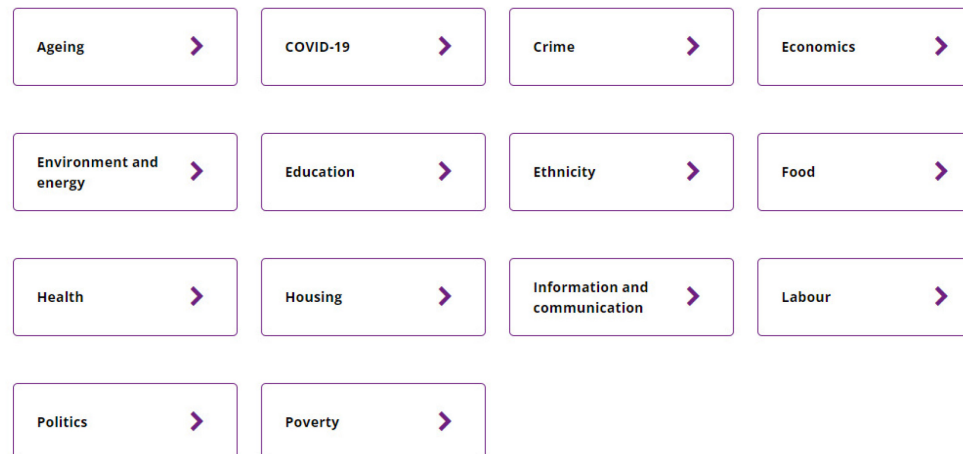 Ageing
COVID-19
Crime
Economics
Environment and
energy
Education
Ethnicity
Food
Health
Housing
Information and
communication
Labour
Politics
Poverty